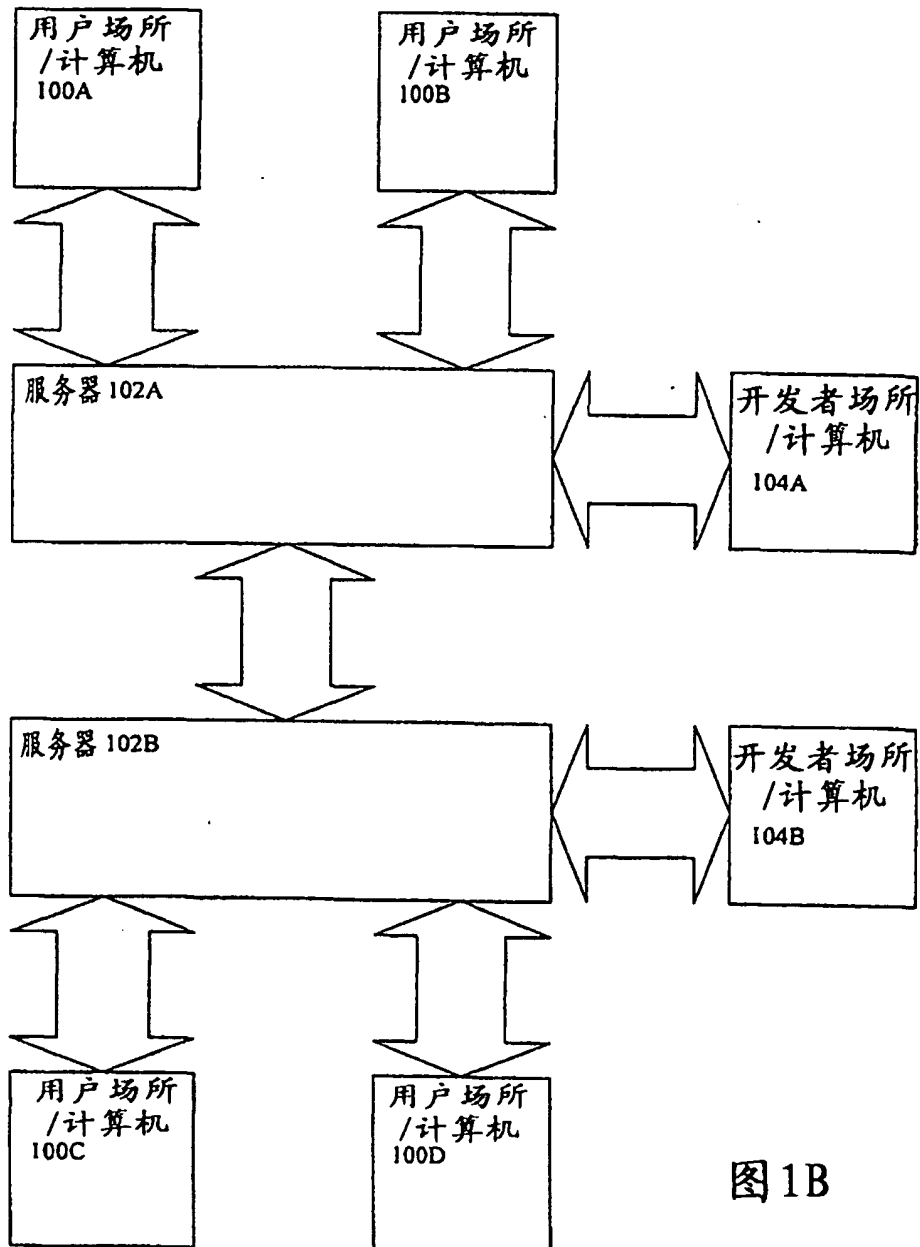 用户场所
/计算机
100A
用户场所
/计算机
100B
服务器 102A
开发者场所
/计算机
104A
服务器 102B
开发者场所
/计算机
104B
用户场所
/计算机
100C
用户场所
/计算机
100D
图1B